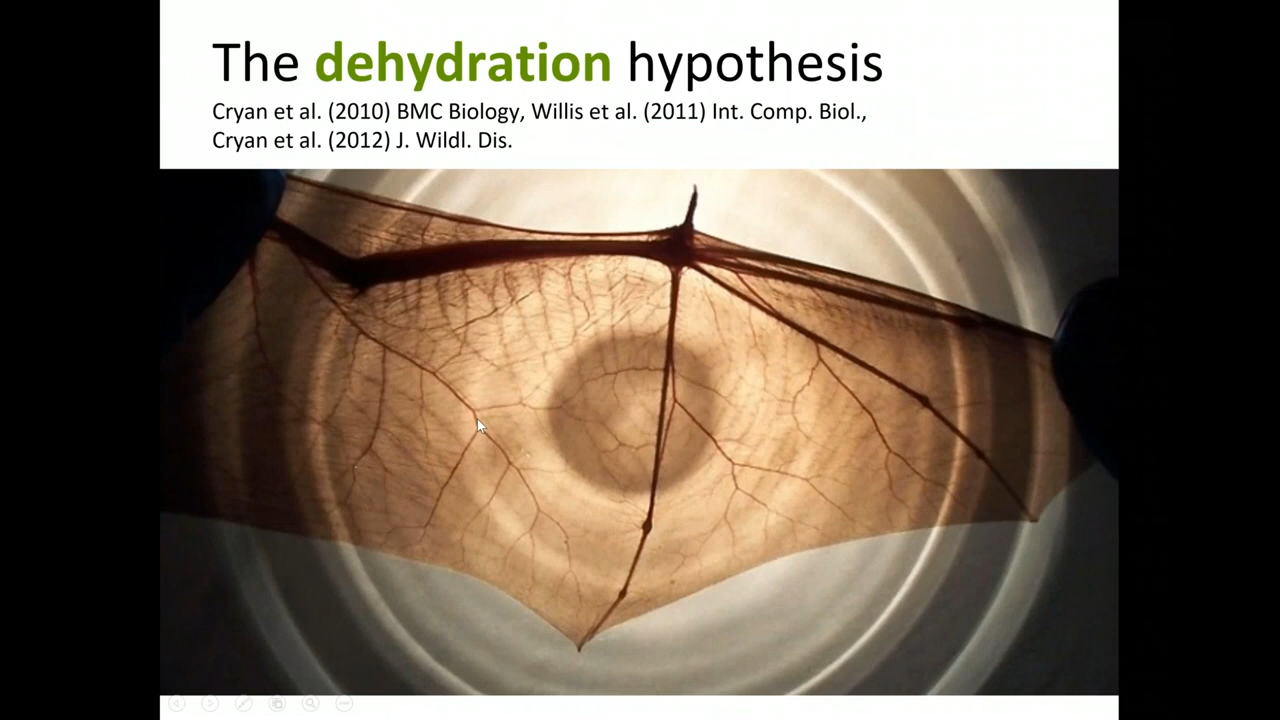 The dehydration hypothesis
Cryan et al. (2010) BMC Biology, Willis et al. (2011) Int. Comp. Biol.,
Cryan et al. (2012) J. Wildl. Dis.